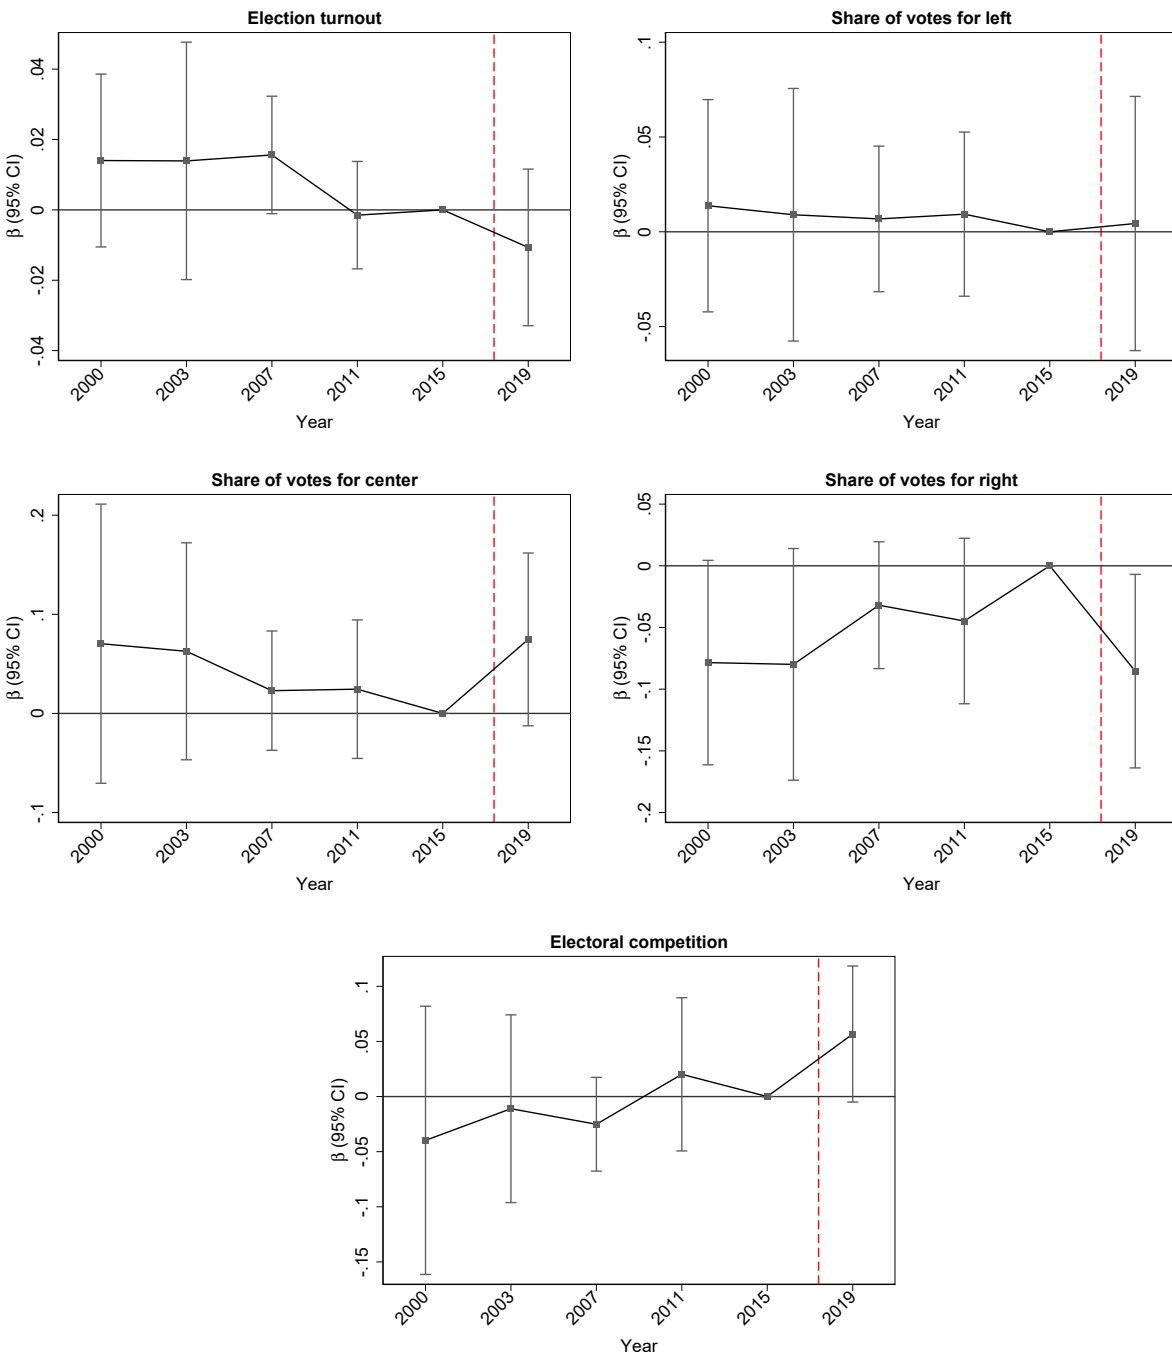 Election turnout
β (95% CI)
.04
.02
0
-.02
-.04
2000 2003 2007 2011 2015 2019
Year
Share of votes for left
β (95% CI)
.1
.05
0
-.05
2000 2003 2007 2011 2015 2019
Year
Share of votes for center
β (95% CI)
.2
.1
0
-.1
2000 2003 2007 2011 2015 2019
Year
Share of votes for right
β (95% CI)
.05
0
-.05
-.1
-.15
-.2
2000 2003 2007 2011 2015 2019
Year
Electoral competition
β (95% CI)
.1
.05
0
-.05
-.1
-.15
2000 2003 2007 2011 2015 2019
Year